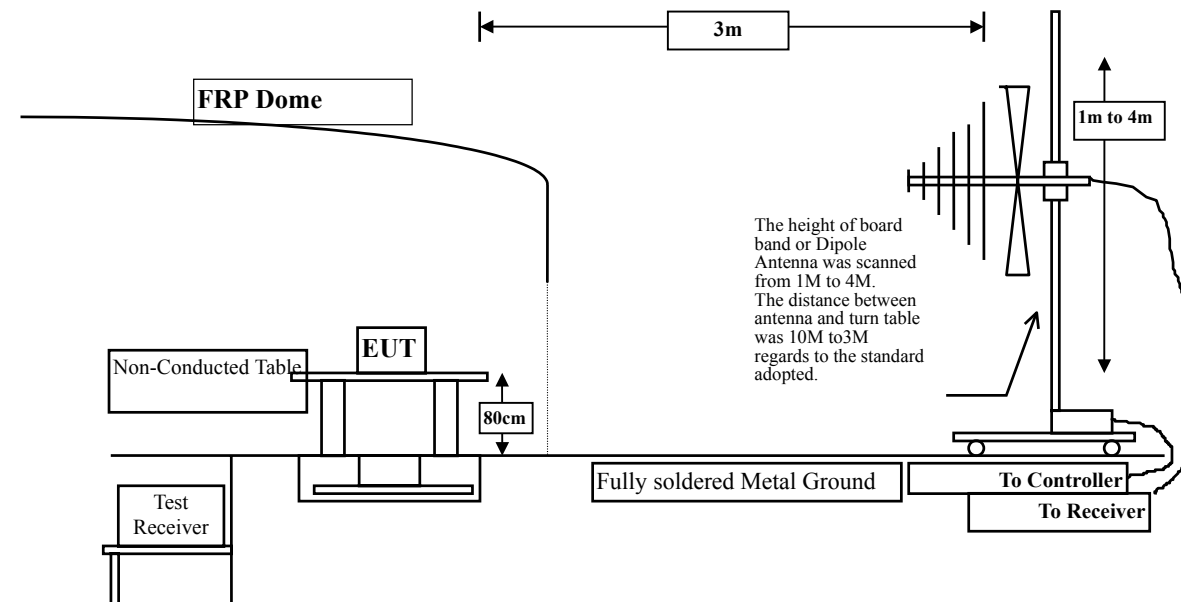 3m
FRP Dome
1m to 4m
The height of board
band or Dipole
Antenna was scanned
from 1M to 4M.
The distance between
antenna and turn table
was 10M to3M
regards to the standard
adopted.
EUT
Non-Conducted Table
80cm
Fully soldered Metal Ground
To Controller
To Receiver
Test
Receiver